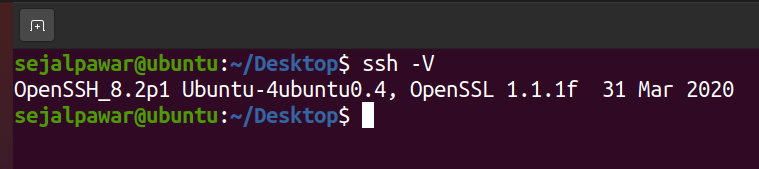 sejalpawar@ubuntu:~/Desktop$ ssh -V
OpenSSH_8.2p1 Ubuntu-4ubuntu0.4, OpenSSL 1.1.1f  31 Mar 2020
sejalpawar@ubuntu:~/Desktop$